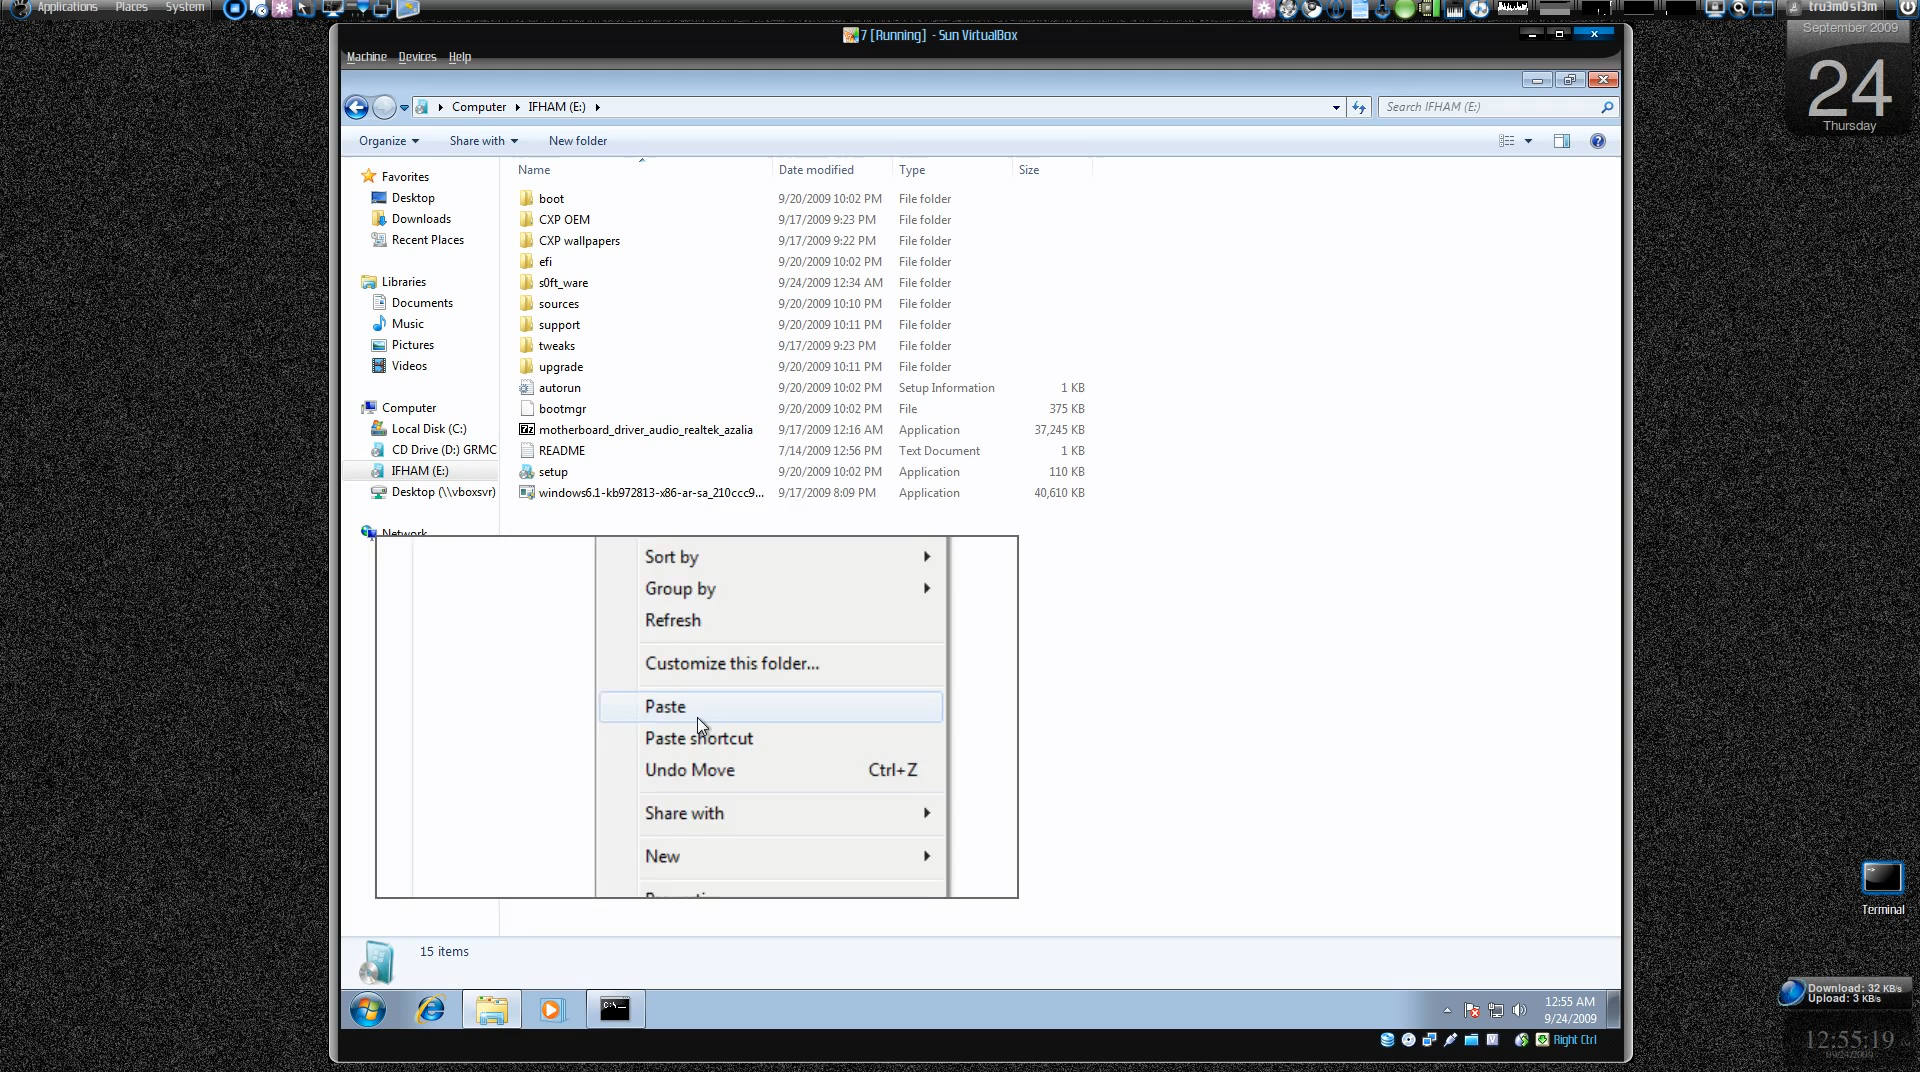 Applications Places System
tru3m0sl3m
7 [Running] - Sun VirtualBox
Machine Devices Help
September 2009
24
Thursday
Computer IFHAM (E:)
Search IFHAM (E:)
Organize Share with New folder
Name Date modified Type Size
Favorites
Desktop
Downloads
Recent Places
Libraries
Documents
Music
Pictures
Videos
Computer
Local Disk (C:)
CD Drive (D:) GRMC
IFHAM (E:)
Desktop (\\vboxsvr)
Network
boot 9/20/2009 10:02 PM File folder
CXP OEM 9/17/2009 9:23 PM File folder
CXP wallpapers 9/17/2009 9:22 PM File folder
efi 9/20/2009 10:02 PM File folder
s0ft_ware 9/24/2009 12:34 AM File folder
sources 9/20/2009 10:10 PM File folder
support 9/20/2009 10:11 PM File folder
tweaks 9/17/2009 9:23 PM File folder
upgrade 9/20/2009 10:11 PM File folder
autorun 9/20/2009 10:02 PM Setup Information 1 KB
bootmgr 9/20/2009 10:02 PM File 375 KB
motherboard_driver_audio_realtek_azalia 9/17/2009 12:16 AM Application 37,245 KB
README 7/14/2009 12:56 PM Text Document 1 KB
setup 9/20/2009 10:02 PM Application 110 KB
windows6.1-kb972813-x86-ar-sa_210ccc9... 9/17/2009 8:09 PM Application 40,610 KB
Sort by
Group by
Refresh
Customize this folder...
Paste
Paste shortcut
Undo Move Ctrl+Z
Share with
New
15 items
12:55 AM
9/24/2009
Right Ctrl
Terminal
Download: 32 KB/s
Upload: 3 KB/s
12:55:19
09/24/2009